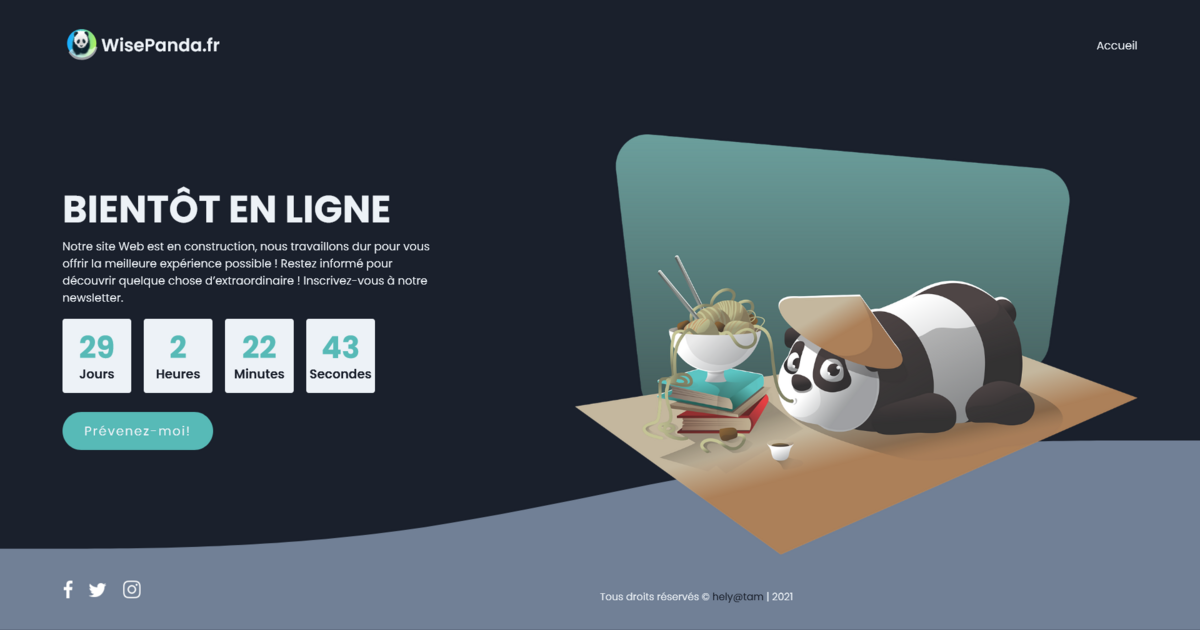 WisePanda.fr
Accueil
BIENTÔT EN LIGNE
Notre site Web est en construction, nous travaillons dur pour vous
offrir la meilleure expérience possible ! Restez informé pour
découvrir quelque chose d’extraordinaire ! Inscrivez-vous à notre
newsletter.
29 2 22 43
Jours Heures Minutes Secondes
Prévenez-moi!
Tous droits réservés © hely@tam | 2021